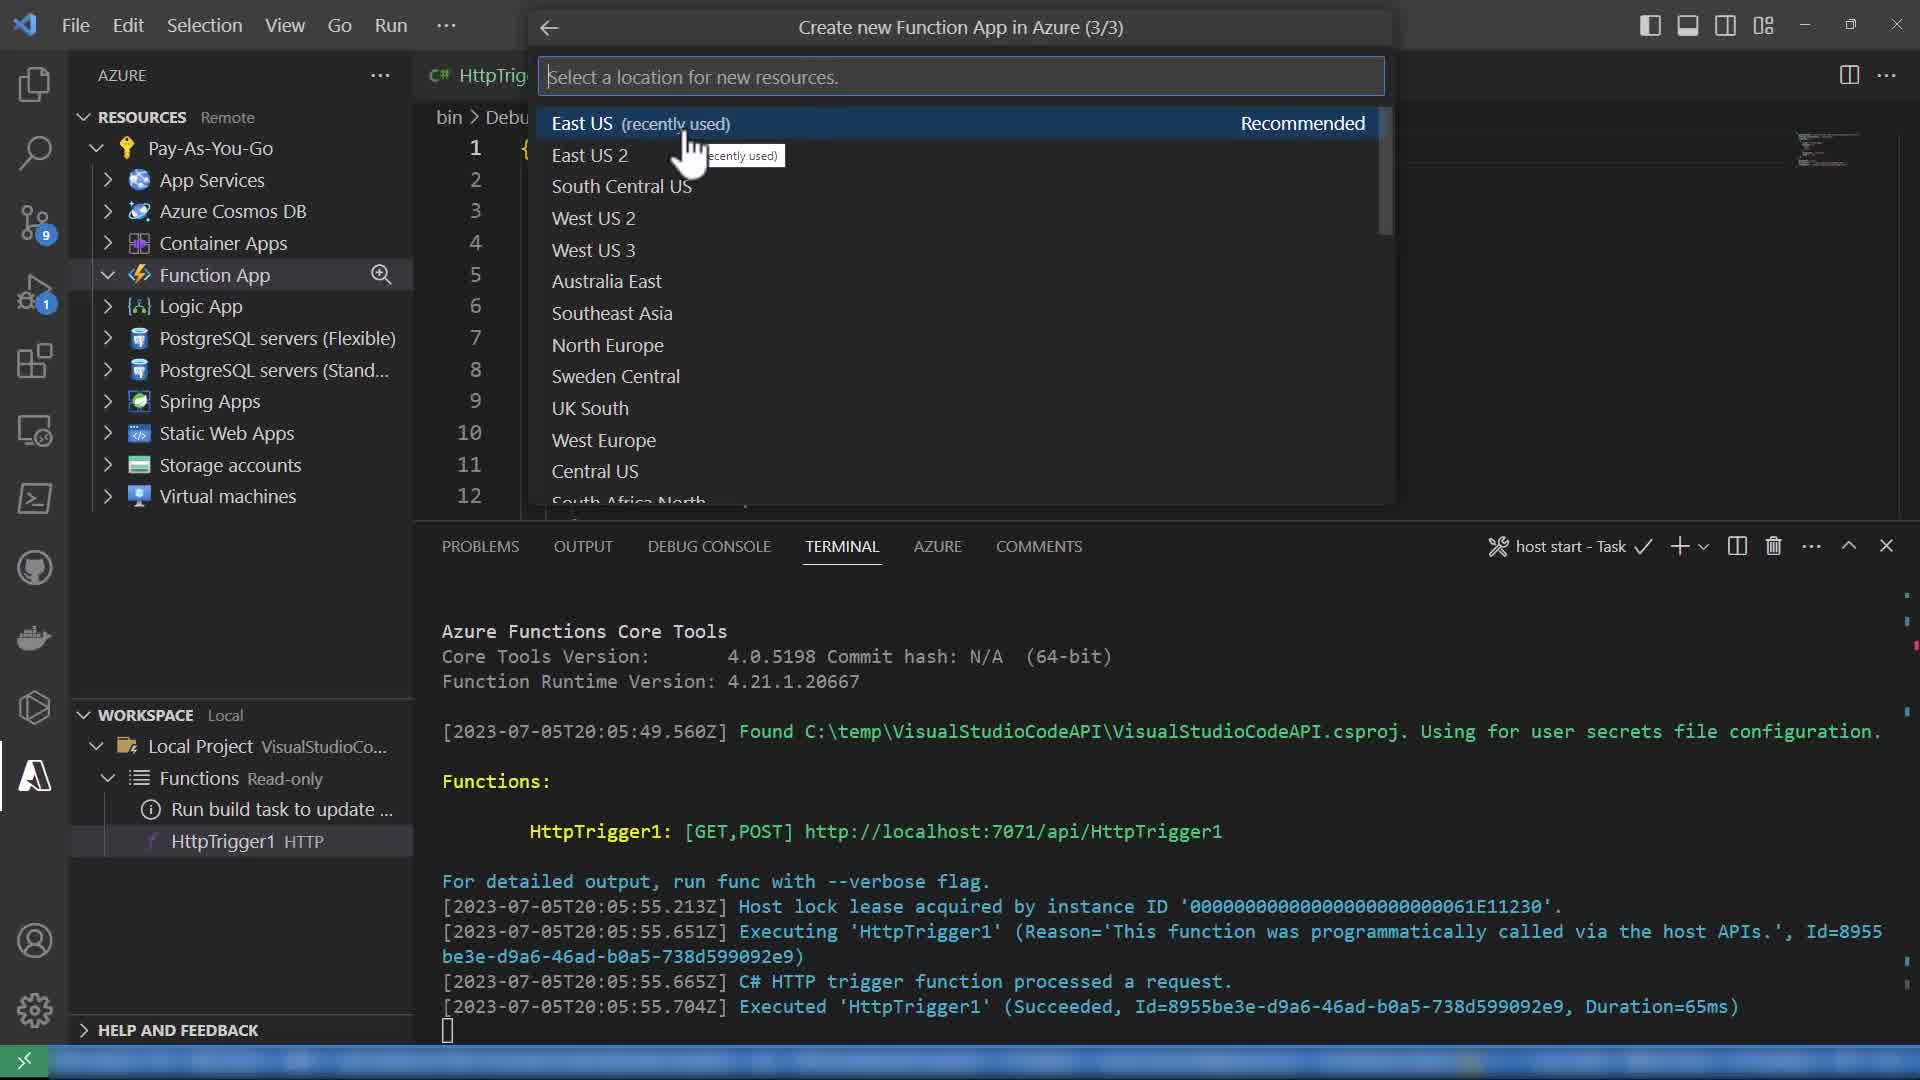 File Edit Selection View Go Run ···
Create new Function App in Azure (3/3)
Select a location for new resources.
AZURE
C# HttpTrig
RESOURCES Remote
bin > Debu
East US (recently used) Recommended
ecently used)
East US 2
South Central US
West US 2
West US 3
Australia East
Southeast Asia
North Europe
Sweden Central
UK South
West Europe
Central US
South Africa North
Pay-As-You-Go
App Services
Azure Cosmos DB
Container Apps
Function App
Logic App
PostgreSQL servers (Flexible)
PostgreSQL servers (Stand...
Spring Apps
Static Web Apps
Storage accounts
Virtual machines
9
1
1 {
2
3
4
5
6
7
8
9
10
11
12
PROBLEMS OUTPUT DEBUG CONSOLE TERMINAL AZURE COMMENTS
host start - Task
Azure Functions Core Tools
Core Tools Version: 4.0.5198 Commit hash: N/A (64-bit)
Function Runtime Version: 4.21.1.20667
[2023-07-05T20:05:49.560Z] Found C:\temp\VisualStudioCodeAPI\VisualStudioCodeAPI.csproj. Using for user secrets file configuration.
Functions:
HttpTrigger1: [GET,POST] http://localhost:7071/api/HttpTrigger1
For detailed output, run func with --verbose flag.
[2023-07-05T20:05:55.213Z] Host lock lease acquired by instance ID '00000000000000000000000061E11230'.
[2023-07-05T20:05:55.651Z] Executing 'HttpTrigger1' (Reason='This function was programmatically called via the host APIs.', Id=8955
be3e-d9a6-46ad-b0a5-738d599092e9)
[2023-07-05T20:05:55.665Z] C# HTTP trigger function processed a request.
[2023-07-05T20:05:55.704Z] Executed 'HttpTrigger1' (Succeeded, Id=8955be3e-d9a6-46ad-b0a5-738d599092e9, Duration=65ms)
WORKSPACE Local
Local Project VisualStudioCo...
Functions Read-only
Run build task to update ...
HttpTrigger1 HTTP
HELP AND FEEDBACK